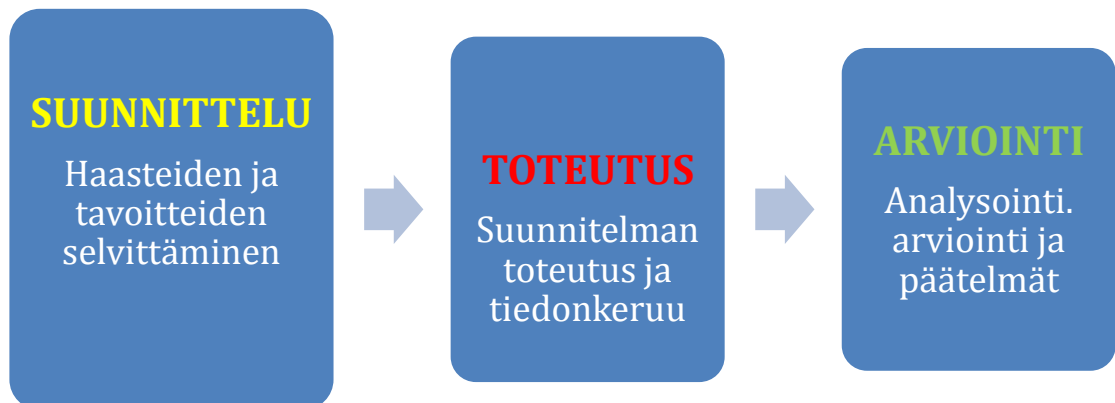 SUUNNITTELU
Haasteiden ja
tavoitteiden
selvittäminen
TOTEUTUS
Suunnitelman
toteutus ja
tiedonkeruu
ARVIOINTI
Analysointi.
arviointi ja
päätelmät